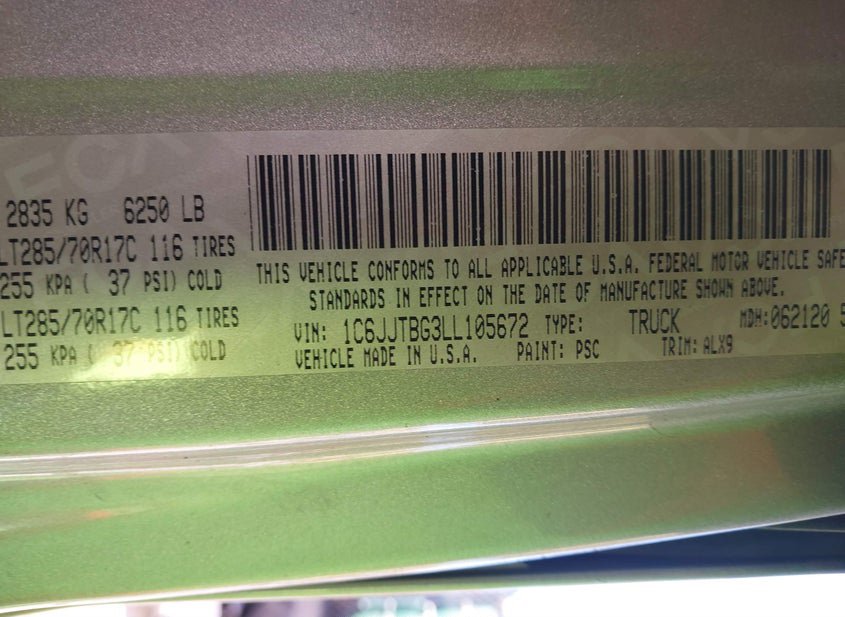 2835 KG 6250 LB
LT285/70R17C 116 TIRES
255 KPA ( 37 PSI) COLD
LT285/70R17C 116 TIRES
255 KPA ( 37 PSI) COLD
THIS VEHICLE CONFORMS TO ALL APPLICABLE U.S.A. FEDERAL MOTOR VEHICLE SAFE
STANDARDS IN EFFECT ON THE DATE OF MANUFACTURE SHOWN ABOVE.
VIN: 1C6JJTBG3LL105672 TYPE: TRUCK MDH:062120 5
VEHICLE MADE IN U.S.A. PAINT: PSC TRIM: ALX9